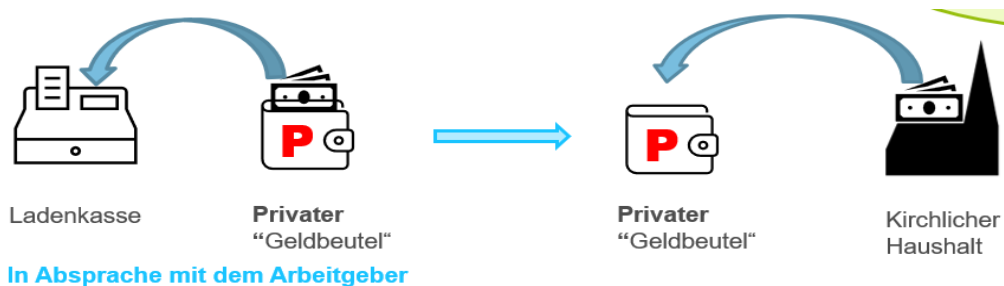 P
P
Ladenkasse
Privater
“Geldbeutel“
Privater
“Geldbeutel“
Kirchlicher
Haushalt
In Absprache mit dem Arbeitgeber